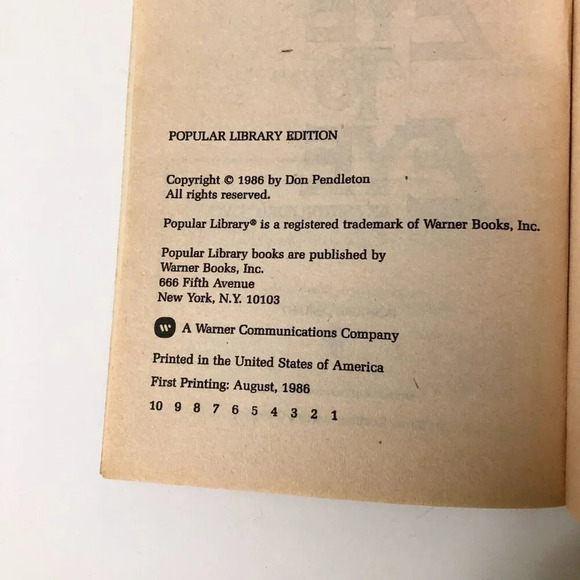 POPULAR LIBRARY EDITION
Copyright © 1986 by Don Pendleton
All rights reserved.
Popular Library® is a registered trademark of Warner Books, Inc.
Popular Library books are published by
Warner Books, Inc.
666 Fifth Avenue
New York, N.Y. 10103
A Warner Communications Company
Printed in the United States of America
First Printing: August, 1986
10 9 8 7 6 5 4 3 2 1